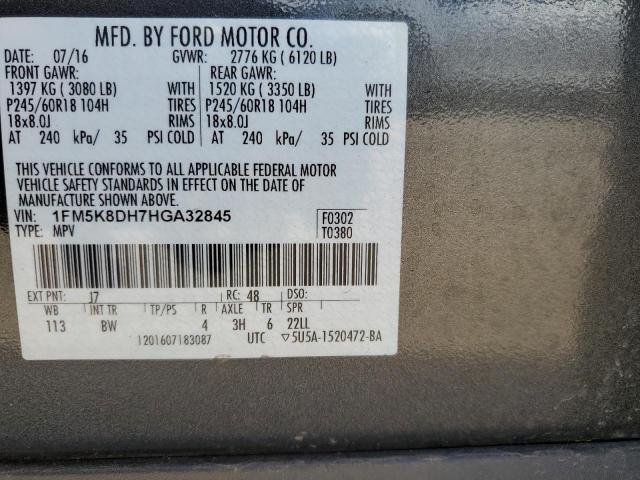 MFD. BY FORD MOTOR CO.
DATE: 07/16 GVWR: 2776 KG ( 6120 LB)
FRONT GAWR: REAR GAWR:
1397 KG ( 3080 LB) WITH 1520 KG ( 3350 LB) WITH
P245/60R18 104H TIRES P245/60R18 104H TIRES
18x8.0J RIMS 18x8.0J RIMS
AT 240 kPa/ 35 PSI COLD AT 240 kPa/ 35 PSI COLD
THIS VEHICLE CONFORMS TO ALL APPLICABLE FEDERAL MOTOR
VEHICLE SAFETY STANDARDS IN EFFECT ON THE DATE OF
MANUFACTURE SHOWN ABOVE.
VIN: 1FM5K8DH7HGA32845 F0302
TYPE: MPV T0380
EXT PNT: J7 RC: 48 DSO:
WB INT TR TP/PS R AXLE TR SPR
113 BW 4 3H 6 22LL
1201607183087 UTC ▽5U5A-1520472-BA